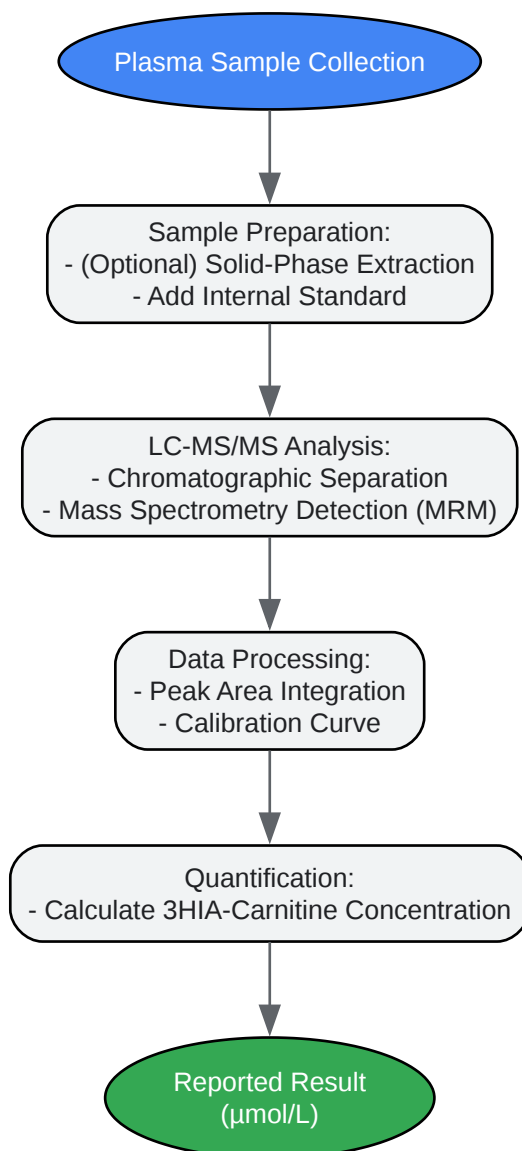 Plasma Sample Collection
Sample Preparation:
- (Optional) Solid-Phase Extraction
- Add Internal Standard
LC-MS/MS Analysis:
- Chromatographic Separation
- Mass Spectrometry Detection (MRM)
Data Processing:
- Peak Area Integration
- Calibration Curve
Quantification:
- Calculate 3HIA-Carnitine Concentration
Reported Result
(µmol/L)